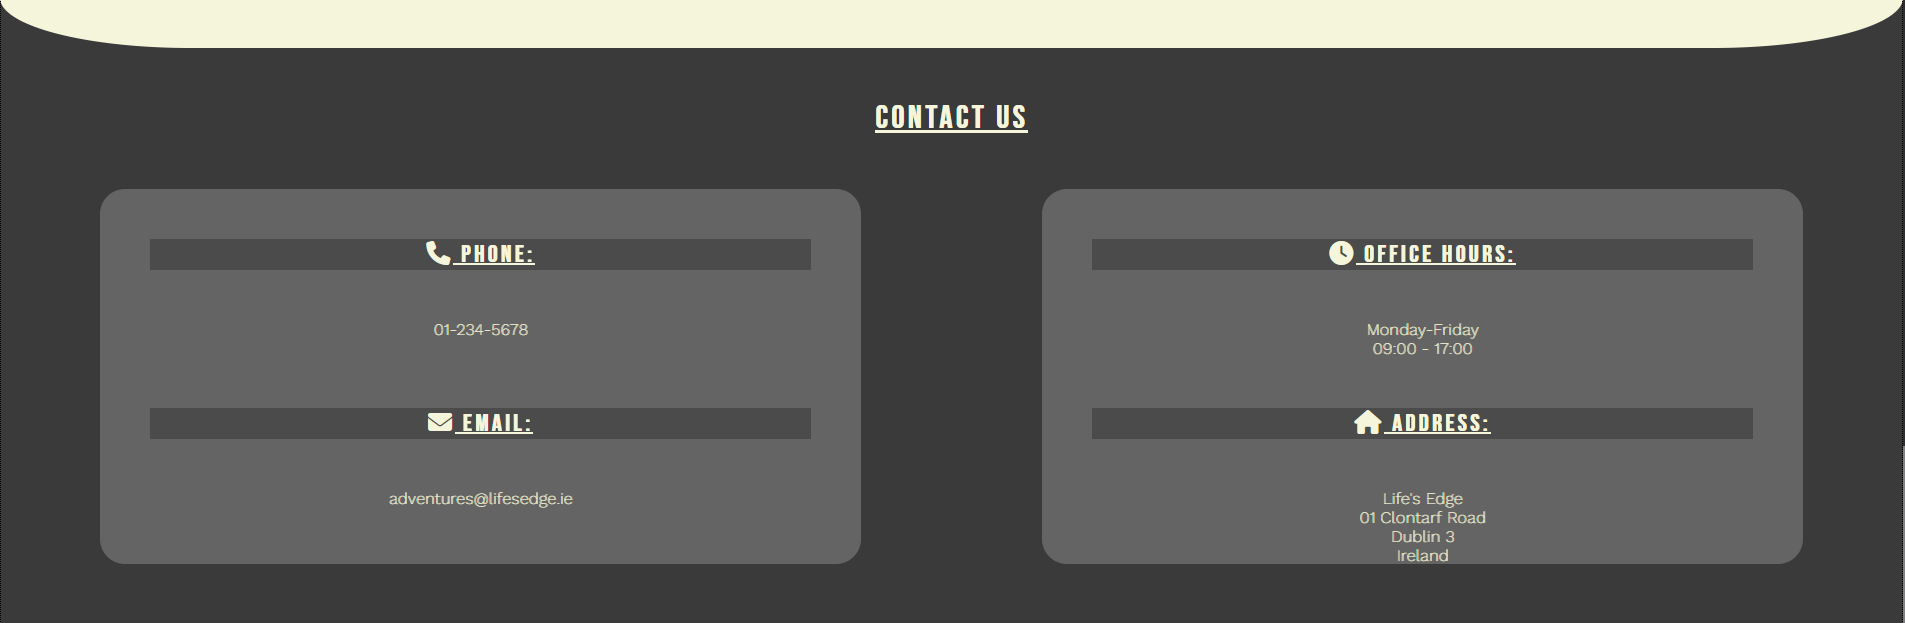 CONTACT US
PHONE:
01-234-5678
EMAIL:
adventures@lifesedge.ie
OFFICE HOURS:
Monday-Friday
09:00 - 17:00
ADDRESS:
Life's Edge
01 Clontarf Road
Dublin 3
Ireland